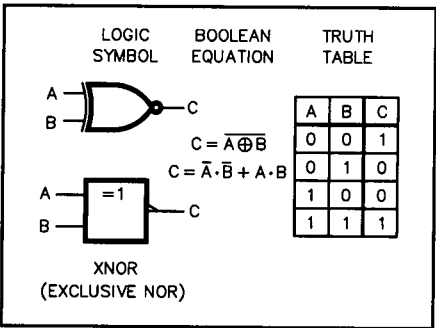 LOGIC SYMBOL
BOOLEAN EQUATION
TRUTH TABLE
A
B
C
C = \overline{A⊕B}
C = Ā·B̄ + A·B
A B C
0 0 1
0 1 0
1 0 0
1 1 1
A
B
=1
C
XNOR
(EXCLUSIVE NOR)